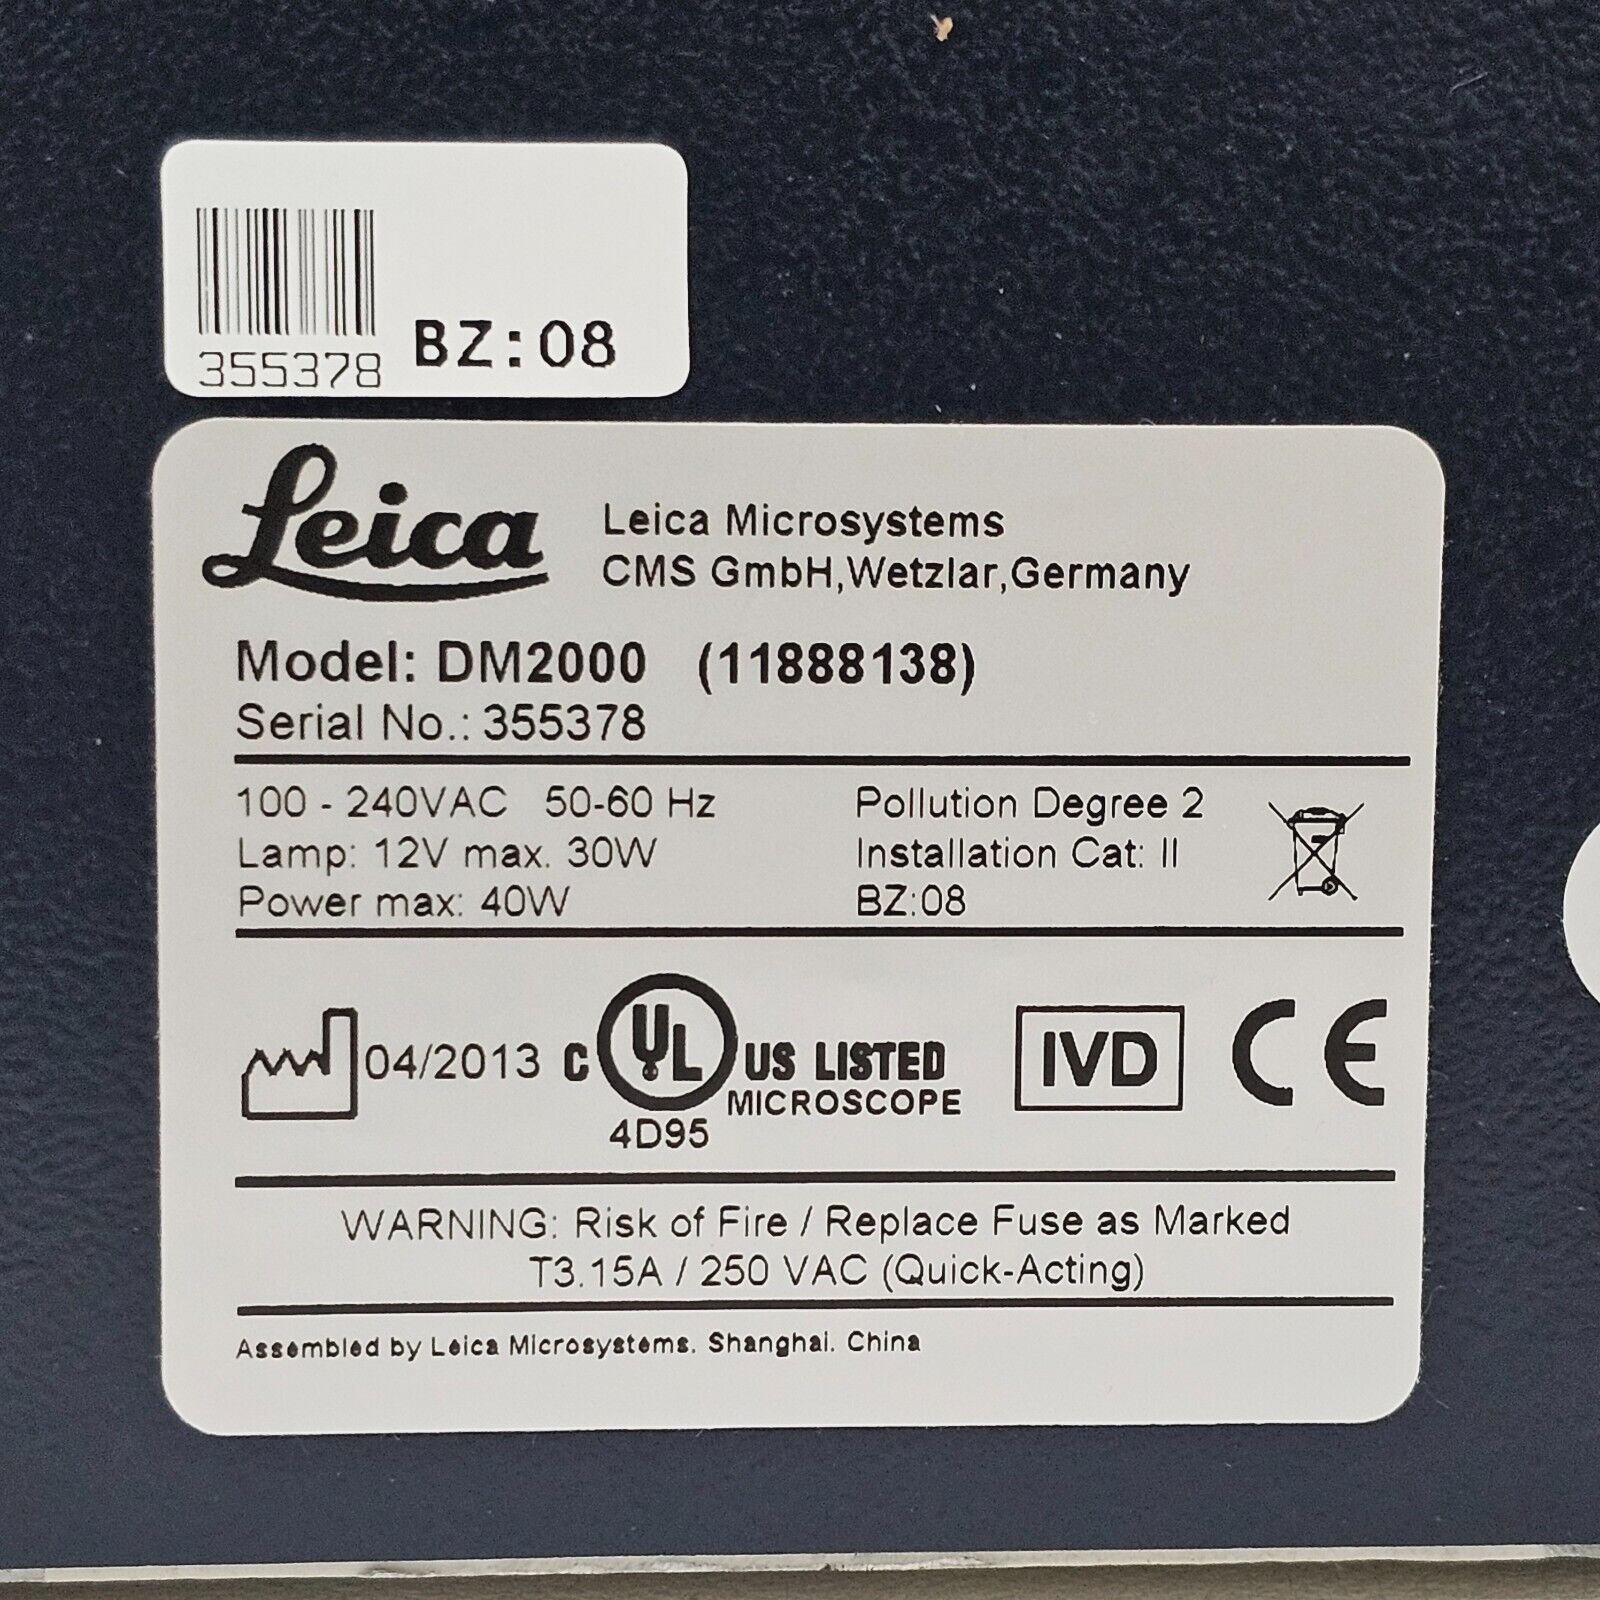 355378
BZ:08
Leica
Leica Microsystems
CMS GmbH,Wetzlar,Germany
Model: DM2000 (11888138)
Serial No.: 355378
100 - 240VAC 50-60 Hz
Lamp: 12V max. 30W
Power max: 40W
Pollution Degree 2
Installation Cat: II
BZ:08
04/2013
C UL US LISTED
MICROSCOPE
4D95
IVD
CE
WARNING: Risk of Fire / Replace Fuse as Marked
T3.15A / 250 VAC (Quick-Acting)
Assembled by Leica Microsystems. Shanghai. China